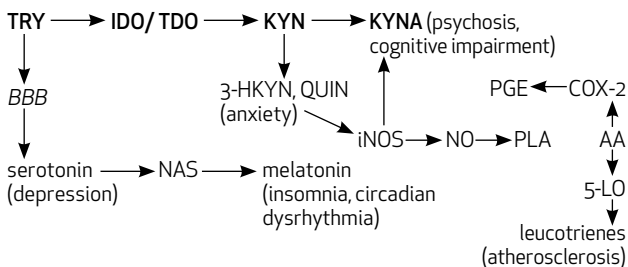 TRY IDO/ TDO KYN KYNA (psychosis,
cognitive impairment)
BBB
3-HKYN, QUIN
(anxiety)
PGE COX-2
iNOS NO PLA AA
serotonin
(depression)
NAS
melatonin
(insomnia, circadian
dysrhythmia)
5-LO
leucotrienes
(atherosclerosis)